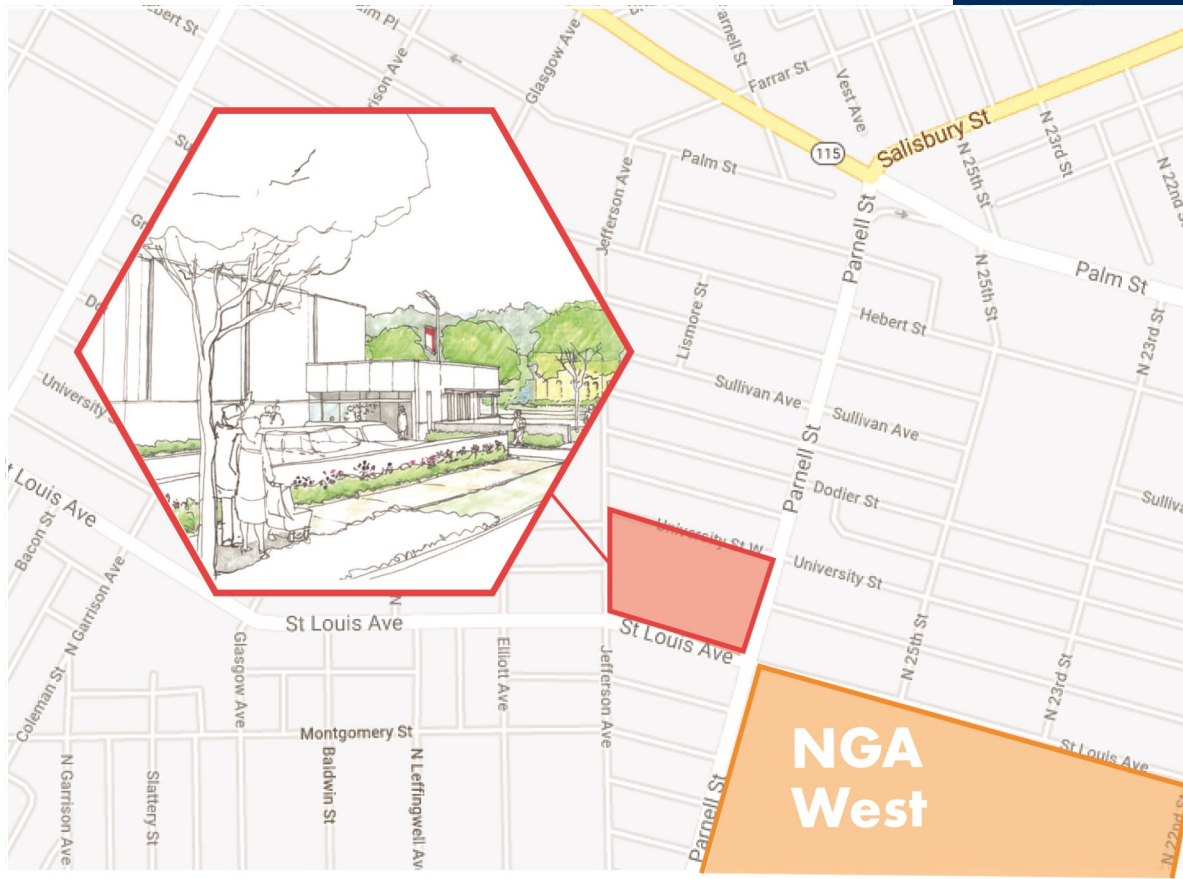 Glasgow Ave
Farrar St
Vest Ave
N 23rd St
Salisbury St
115
N 25th St
Palm St
Jefferson Ave
Parnell St
N 25th St
Palm St
Lismore St
Hebert St
N 23rd St
Sullivan Ave
Sullivan Ave
University
Parnell St
Dodier St
St Louis Ave
Bacon St
University St W
University St
N Garrison Ave
St Louis Ave
St Louis Ave
N 25th St
Glasgow Ave
Elliott Ave
Jefferson Ave
N 23rd St
Coleman St
Montgomery St
St Louis Ave
NGA
West
N Garrison Ave
Slattery St
Baldwin St
N Leffingwell Av
Parnell St
N 22nd St